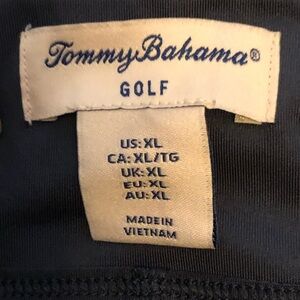 Tommy Bahama®
GOLF
US: XL
CA: XL/TG
UK: XL
EU: XL
AU: XL
MADE IN
VIETNAM